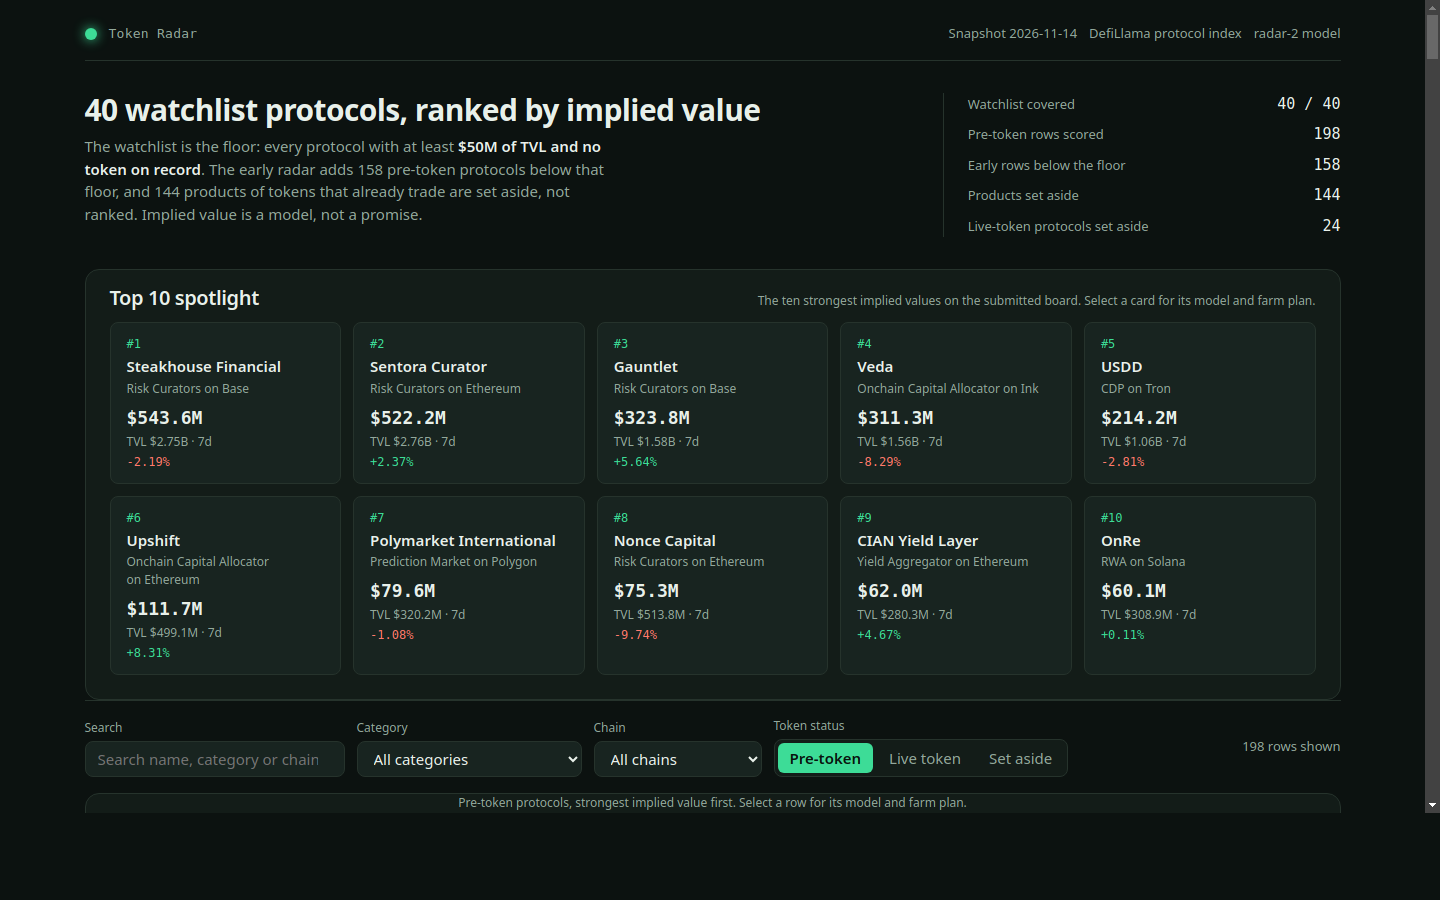 Token Radar
Snapshot 2026-11-14 DefiLlama protocol index radar-2 model
40 watchlist protocols, ranked by implied value
The watchlist is the floor: every protocol with at least $50M of TVL and no
token on record. The early radar adds 158 pre-token protocols below that
floor, and 144 products of tokens that already trade are set aside, not
ranked. Implied value is a model, not a promise.
Watchlist covered 40 / 40
Pre-token rows scored 198
Early rows below the floor 158
Products set aside 144
Live-token protocols set aside 24
Top 10 spotlight
The ten strongest implied values on the submitted board. Select a card for its model and farm plan.
#1
Steakhouse Financial
Risk Curators on Base
$543.6M
TVL $2.75B · 7d
-2.19%
#2
Sentora Curator
Risk Curators on Ethereum
$522.2M
TVL $2.76B · 7d
+2.37%
#3
Gauntlet
Risk Curators on Base
$323.8M
TVL $1.58B · 7d
+5.64%
#4
Veda
Onchain Capital Allocator on Ink
$311.3M
TVL $1.56B · 7d
-8.29%
#5
USDD
CDP on Tron
$214.2M
TVL $1.06B · 7d
-2.81%
#6
Upshift
Onchain Capital Allocator
on Ethereum
$111.7M
TVL $499.1M · 7d
+8.31%
#7
Polymarket International
Prediction Market on Polygon
$79.6M
TVL $320.2M · 7d
-1.08%
#8
Nonce Capital
Risk Curators on Ethereum
$75.3M
TVL $513.8M · 7d
-9.74%
#9
CIAN Yield Layer
Yield Aggregator on Ethereum
$62.0M
TVL $280.3M · 7d
+4.67%
#10
OnRe
RWA on Solana
$60.1M
TVL $308.9M · 7d
+0.11%
Search
Search name, category or chain
Category
All categories
Chain
All chains
Token status
Pre-token Live token Set aside
198 rows shown
Pre-token protocols, strongest implied value first. Select a row for its model and farm plan.